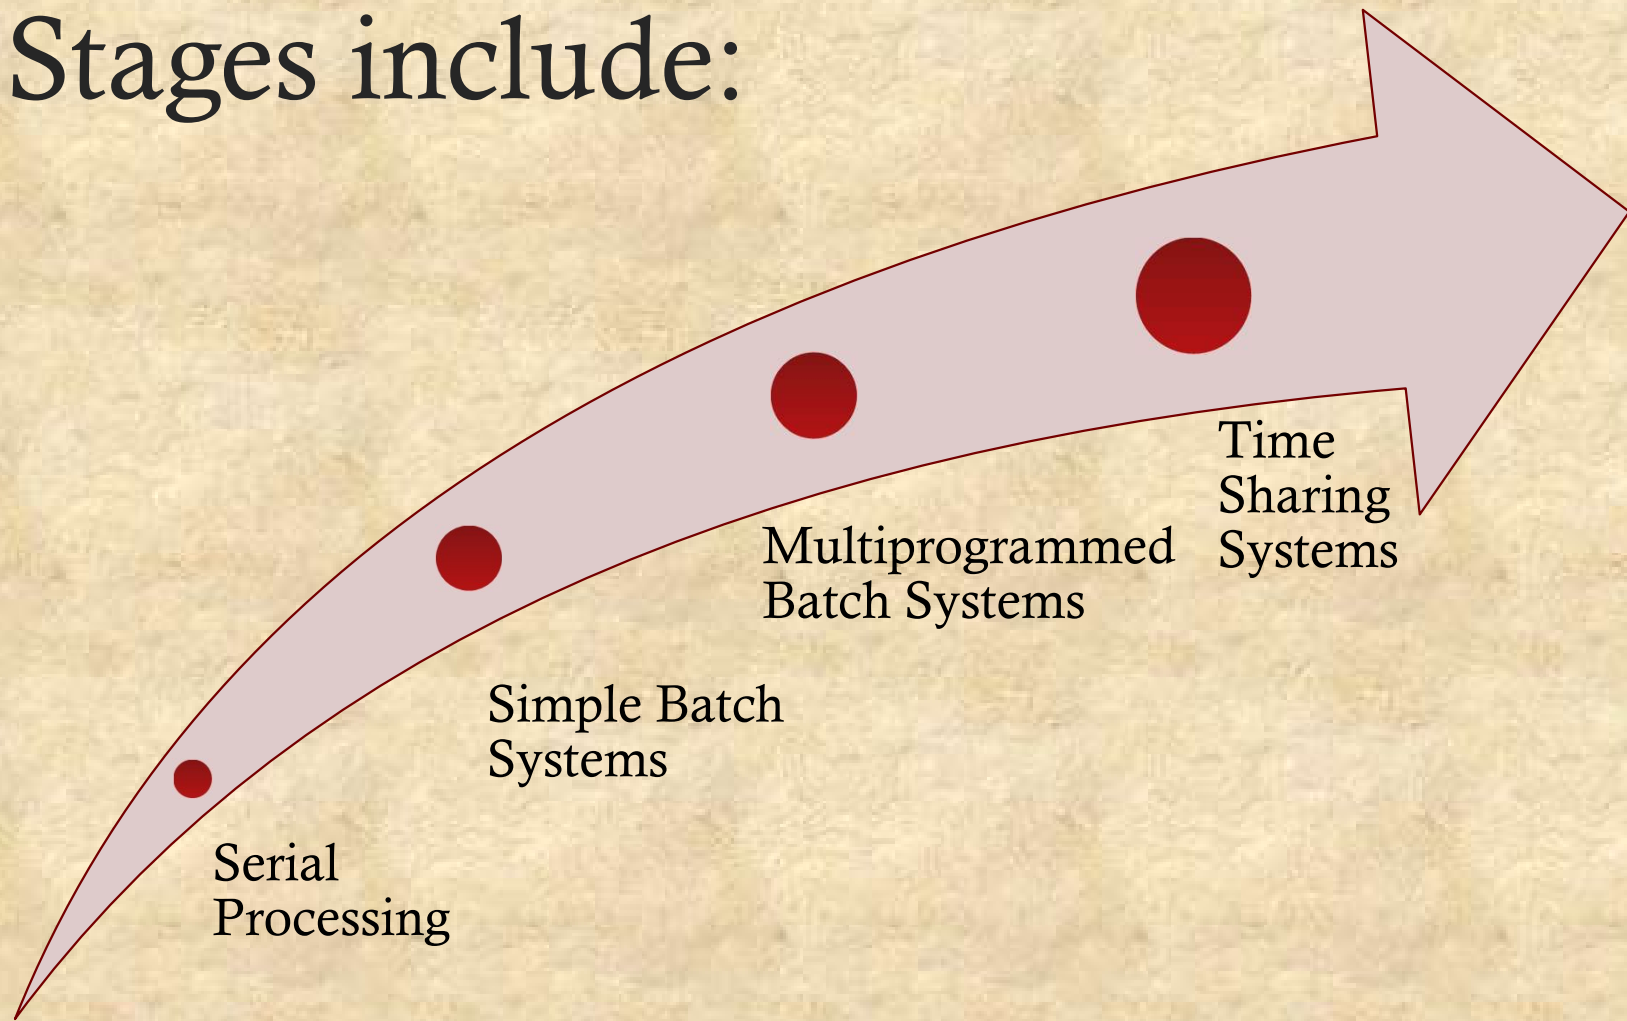 Stages include:
Serial
Processing
Simple Batch
Systems
Multiprogrammed
Batch Systems
Time
Sharing
Systems